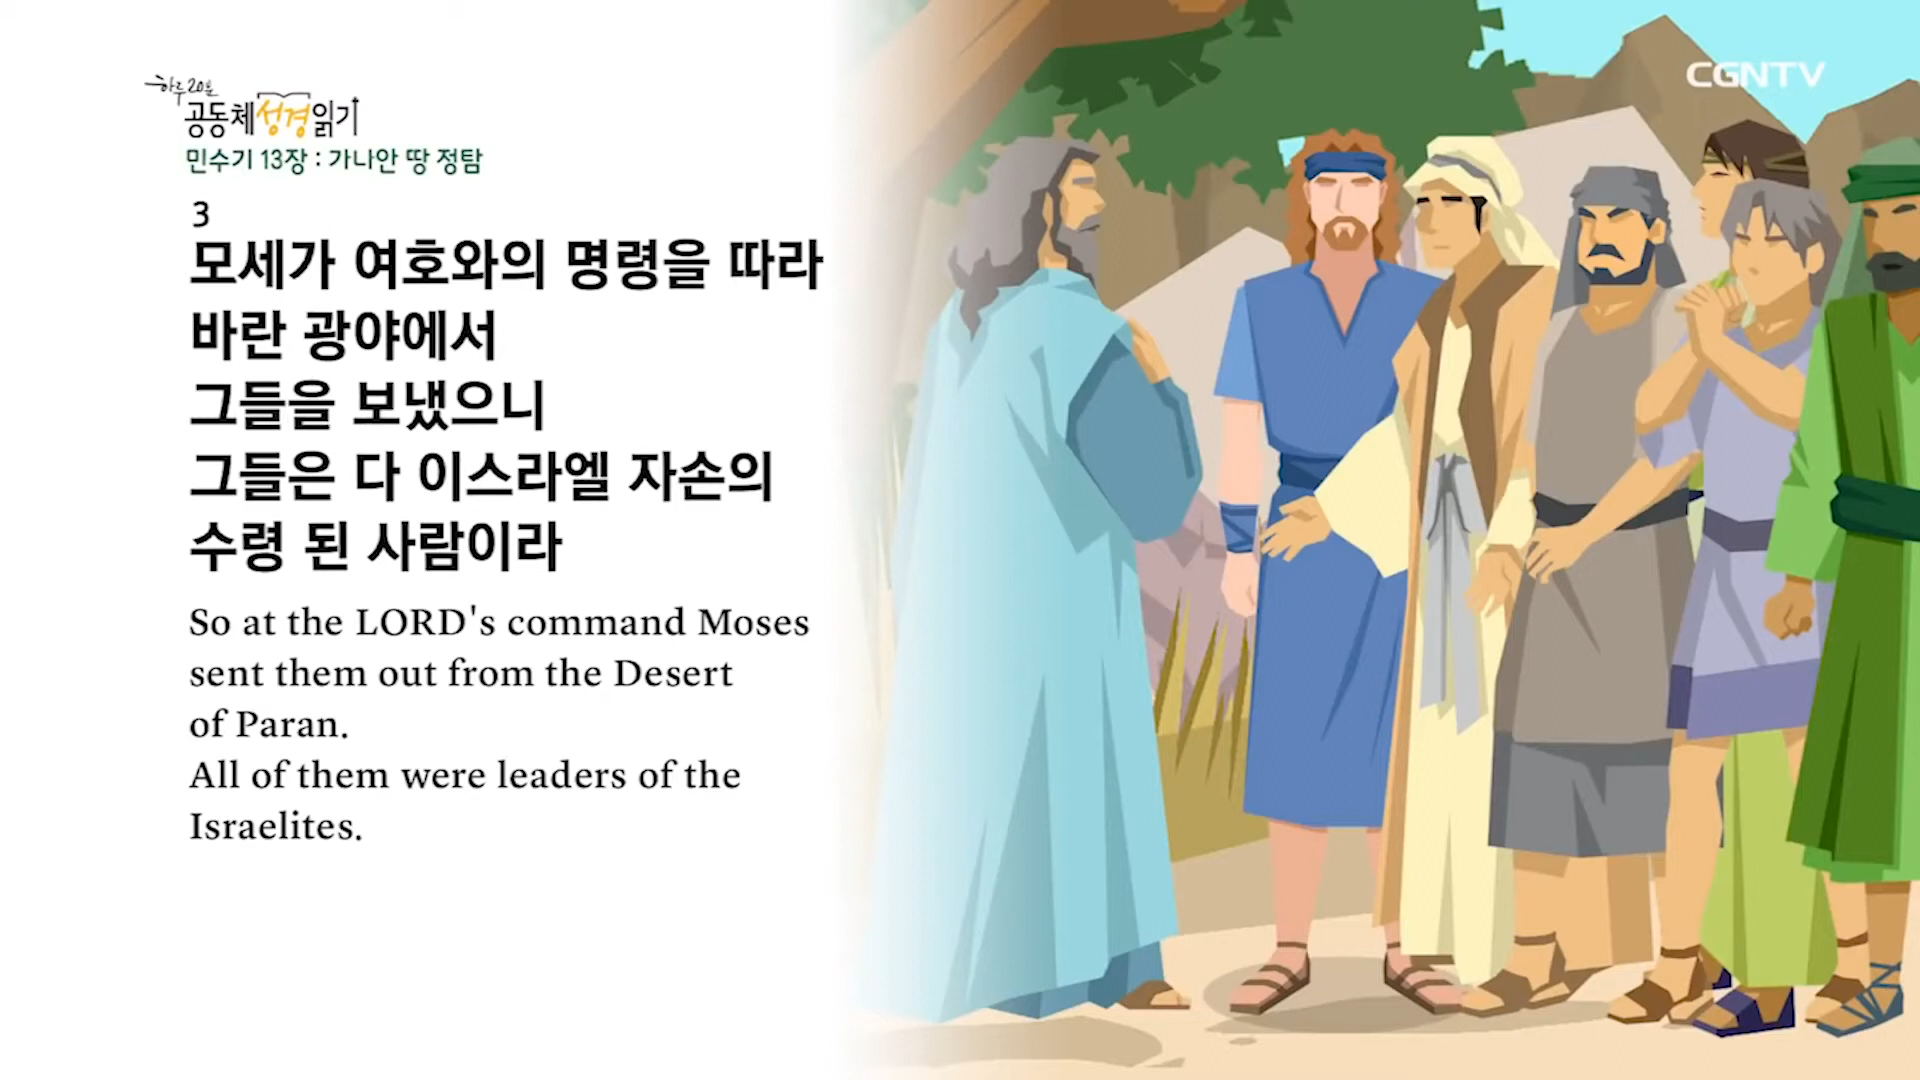 하루 20분
공동체성경읽기
민수기 13장 : 가나안 땅 정탐
CGNTV
3
모세가 여호와의 명령을 따라
바란 광야에서
그들을 보냈으니
그들은 다 이스라엘 자손의
수령 된 사람이라
So at the LORD's command Moses
sent them out from the Desert
of Paran.
All of them were leaders of the
Israelites.